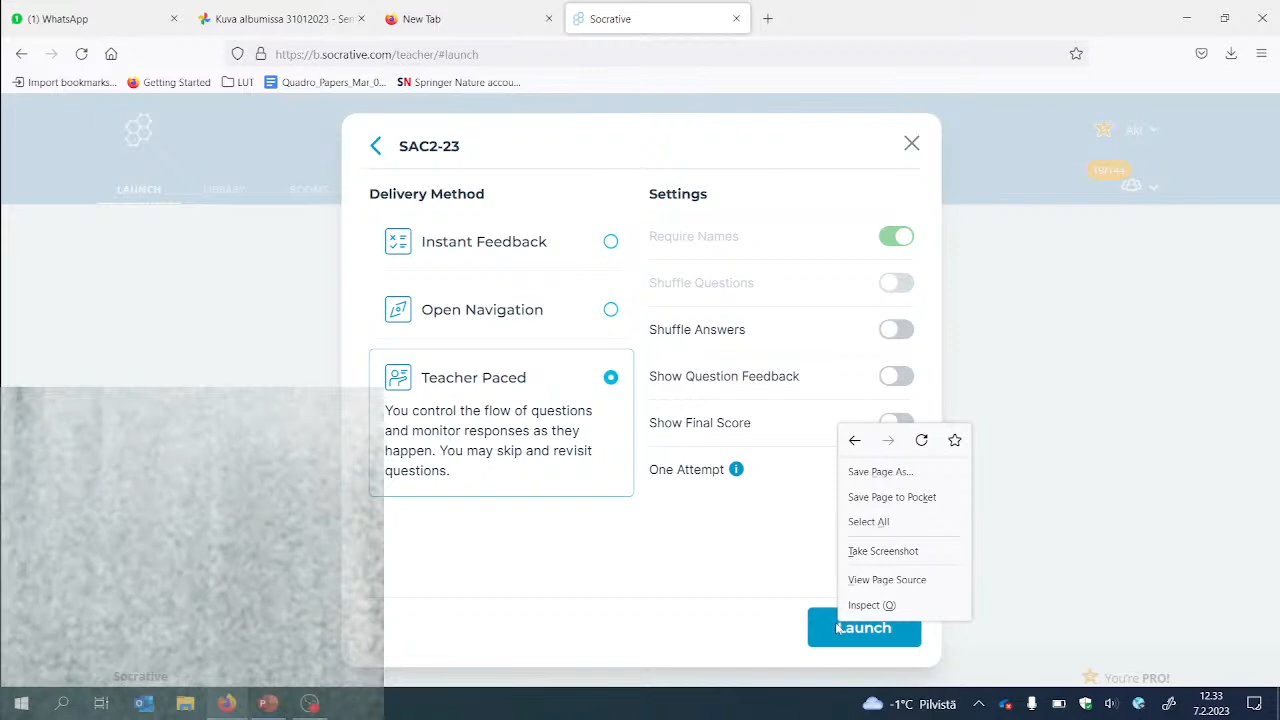 (1) WhatsApp
Kuva albumissa 31012023 - Ser
New Tab
Socrative
https://b.socrative.com/teacher/#launch
Import bookmarks...
Getting Started
LUT
Quadro_Papers_Mar_0...
SN Springer Nature accou...
SAC2-23
Aki
LAUNCH
LIBRARY
ROOMS
Delivery Method
Settings
Instant Feedback
Require Names
Shuffle Questions
Open Navigation
Shuffle Answers
Teacher Paced
Show Question Feedback
You control the flow of questions
and monitor responses as they
happen. You may skip and revisit
questions.
Show Final Score
One Attempt
Save Page As...
Save Page to Pocket
Select All
Take Screenshot
View Page Source
Inspect (Q)
Launch
Socrative
You're PRO!
-1°C Pilvistä
12.33
7.2.2023